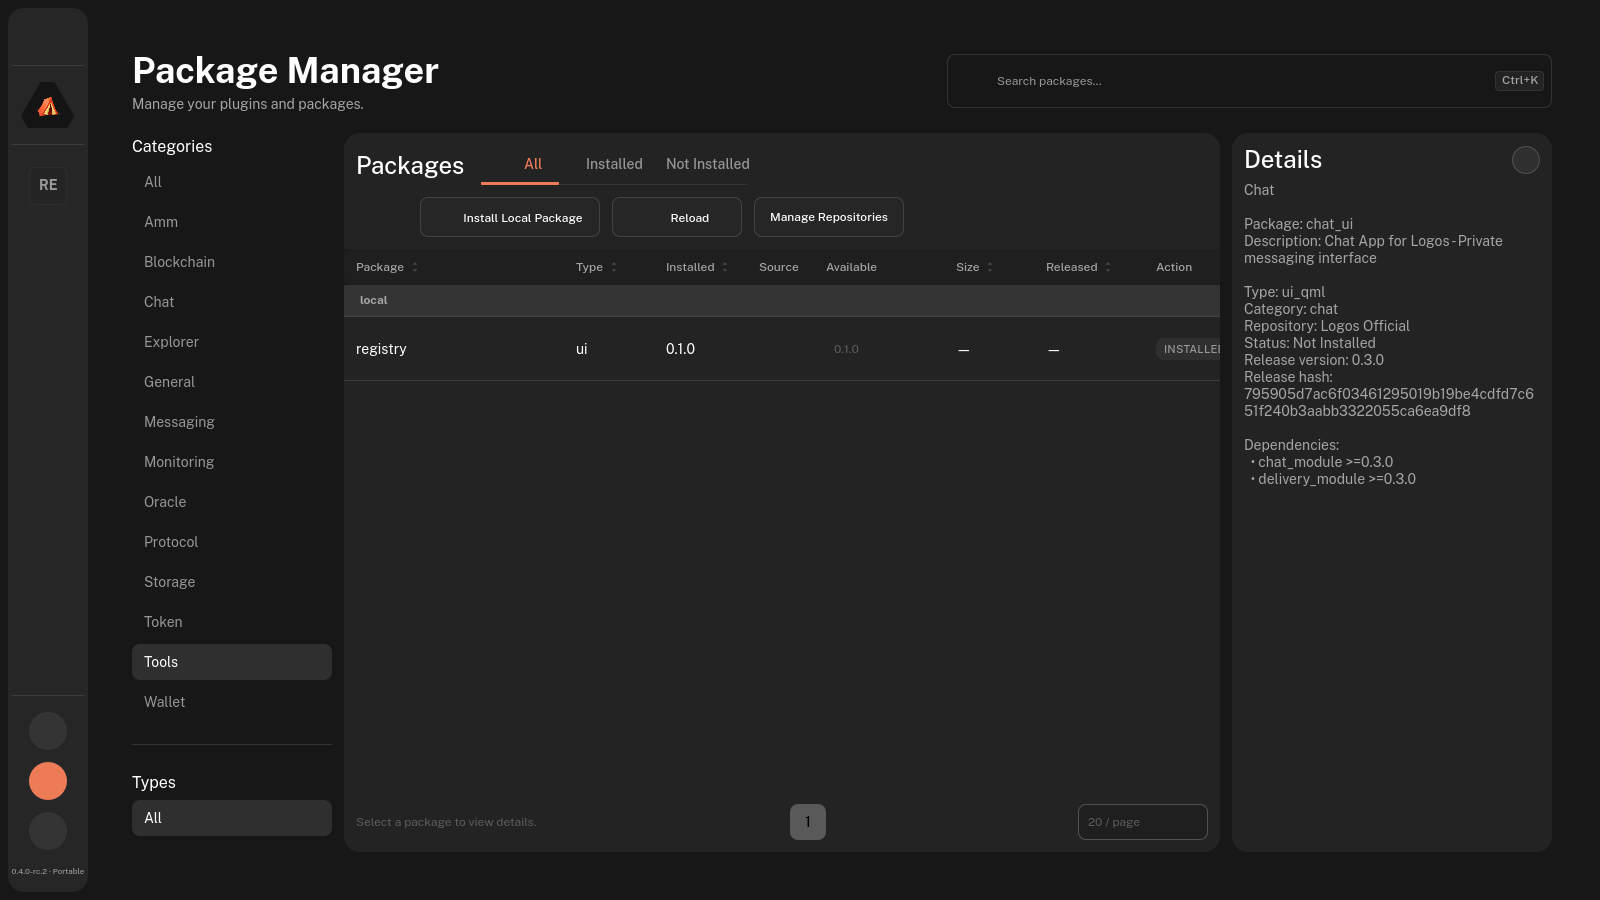 Package Manager
Manage your plugins and packages.
Search packages...
Ctrl+K
RE
Categories
All
Amm
Blockchain
Chat
Explorer
General
Messaging
Monitoring
Oracle
Protocol
Storage
Token
Tools
Wallet
Types
All
Packages
All Installed Not Installed
Install Local Package Reload Manage Repositories
Package Type Installed Source Available Size Released Action
local
registry ui 0.1.0 0.1.0 — — INSTALLED
Select a package to view details.
1
20 / page
Details
Chat
Package: chat_ui
Description: Chat App for Logos - Private
messaging interface
Type: ui_qml
Category: chat
Repository: Logos Official
Status: Not Installed
Release version: 0.3.0
Release hash:
795905d7ac6f03461295019b19be4cdfd7c6
51f240b3aabb3322055ca6ea9df8
Dependencies:
• chat_module >=0.3.0
• delivery_module >=0.3.0
0.4.0-rc.2 · Portable